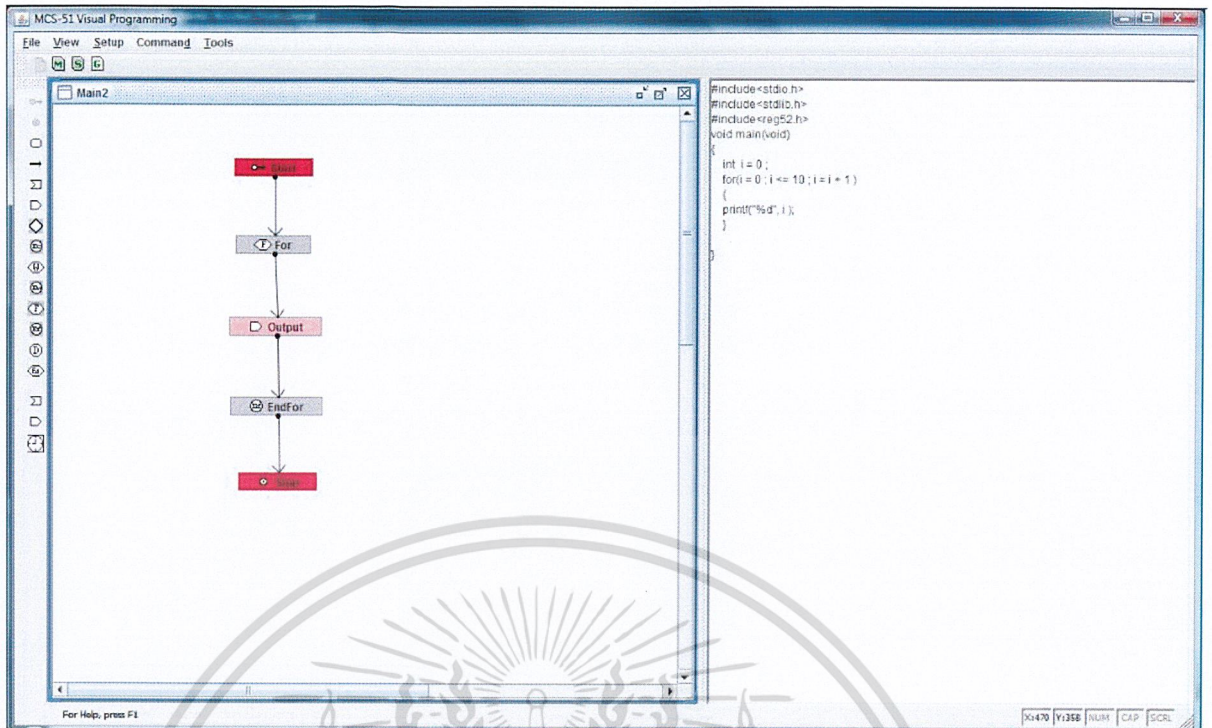 MCS-51 Visual Programming
File View Setup Command Tools
M S G
Main2
Start
F For
Output
EndFor
Stop
#include<stdio.h>
#include<stdlib.h>
#include<reg52.h>
void main(void)
{
int i = 0 ;
for(i = 0 ; i <= 10 ; i = i + 1 )
{
printf("%d", i );
}
}
For Help, press F1
X:470 Y:358 NUM CAP SCRL